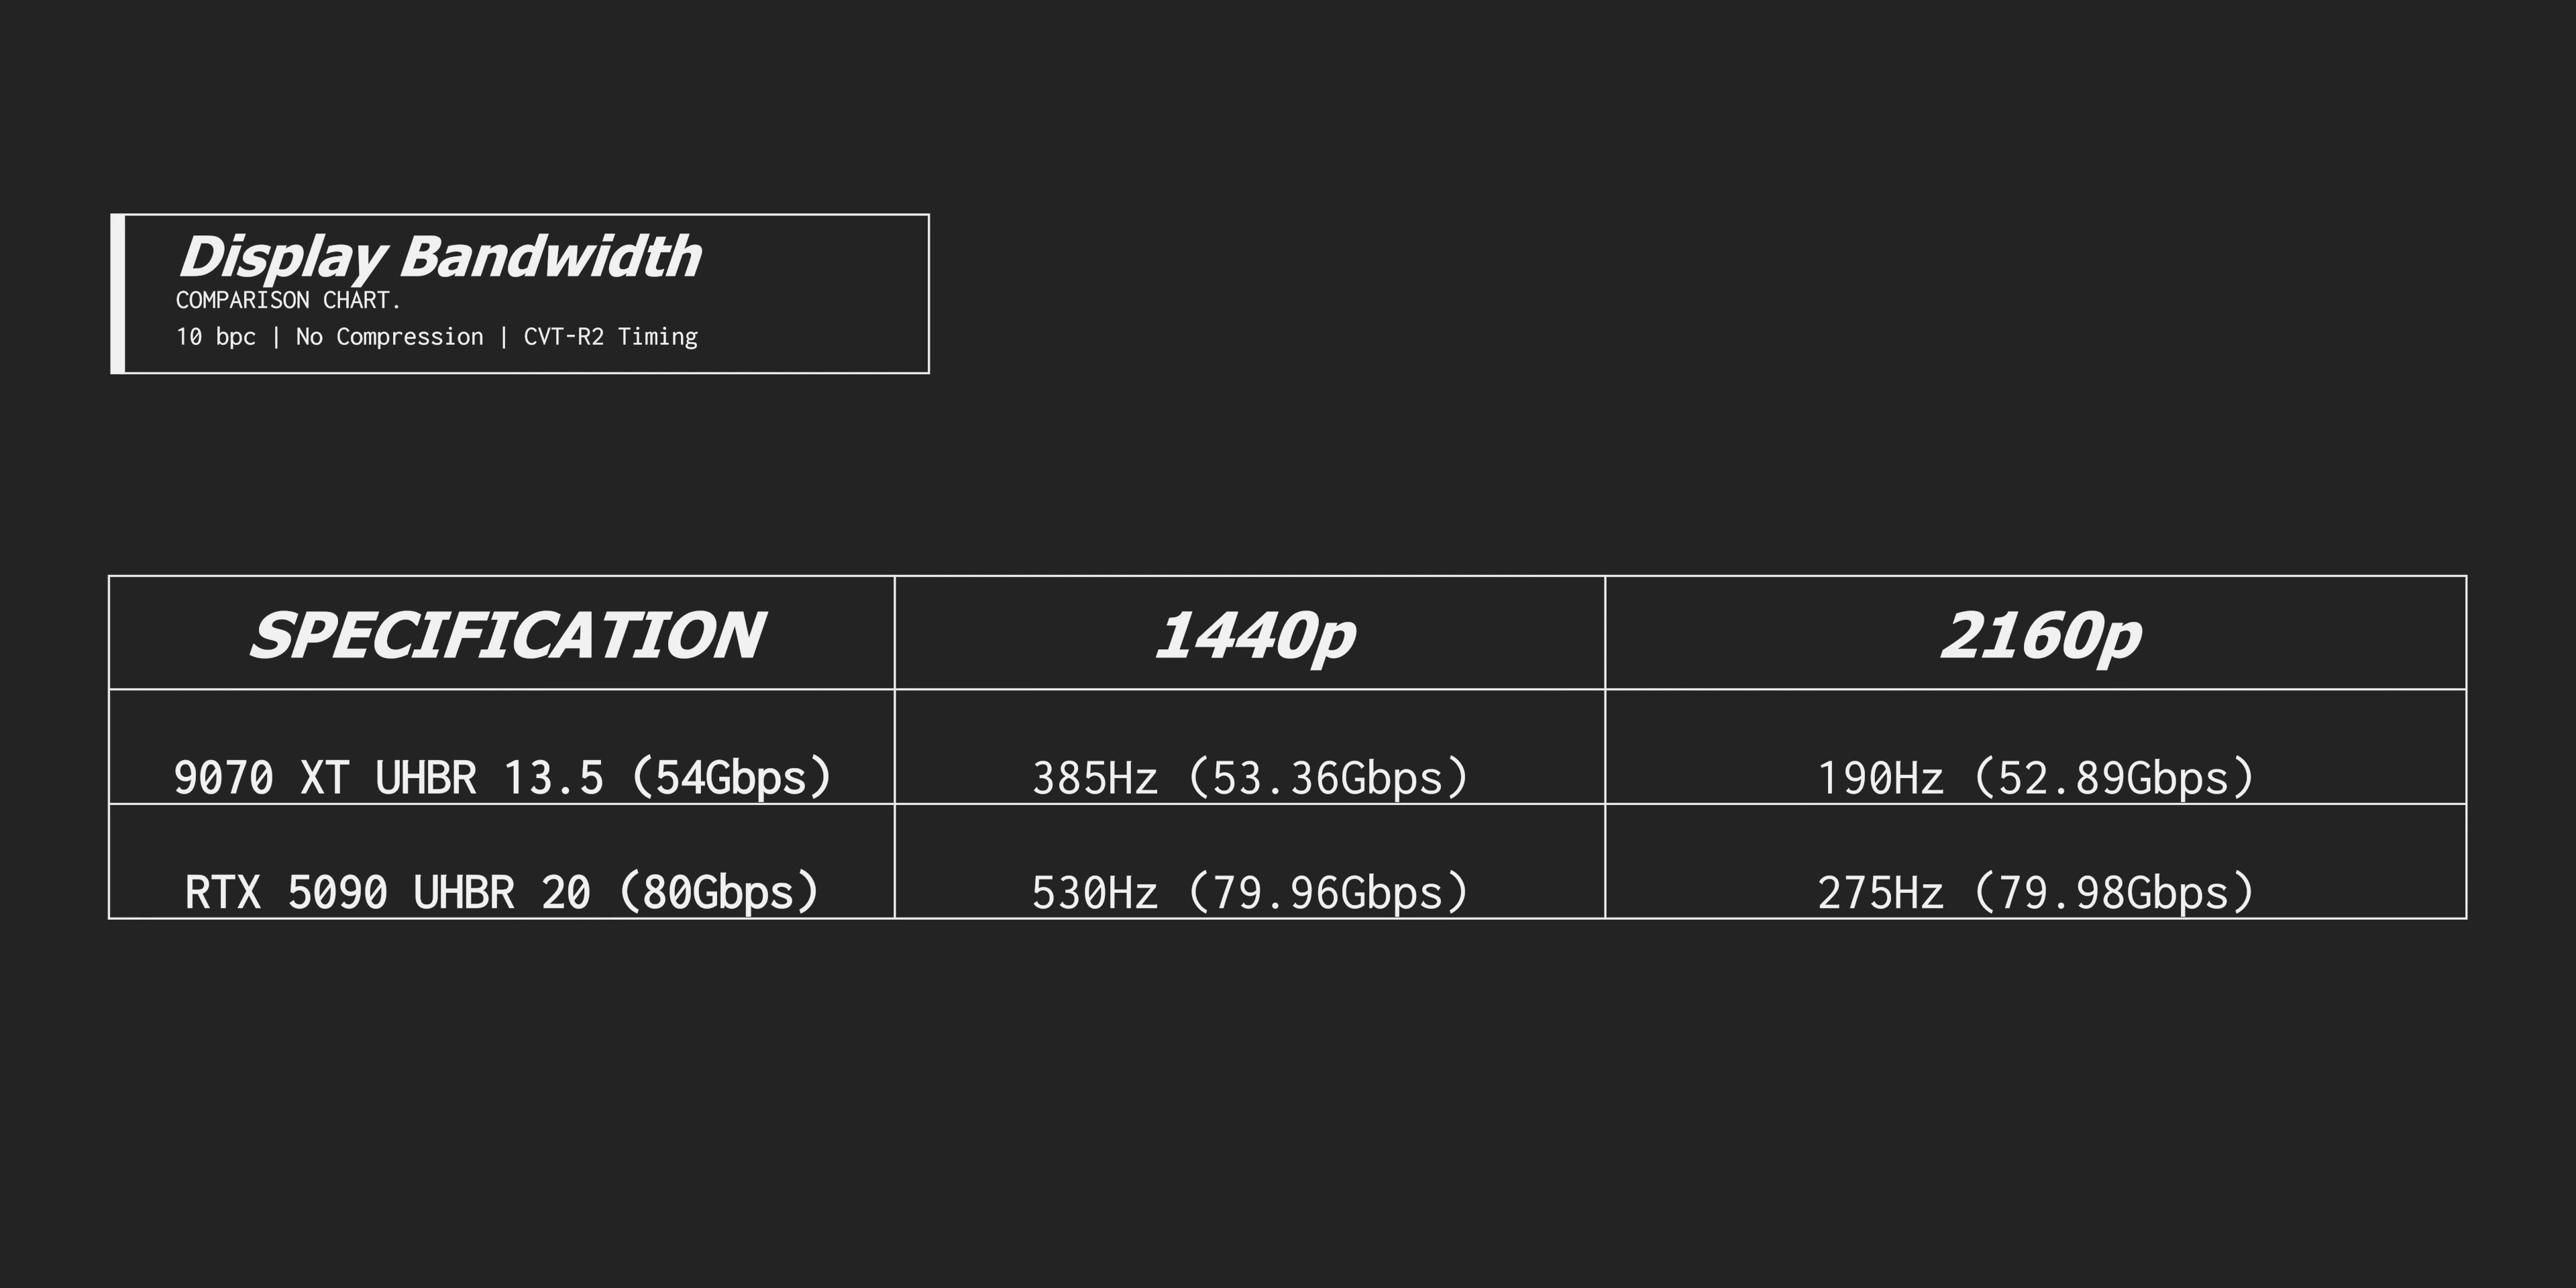 Display Bandwidth
COMPARISON CHART.
10 bpc | No Compression | CVT-R2 Timing
SPECIFICATION 1440p 2160p
9070 XT UHBR 13.5 (54Gbps) 385Hz (53.36Gbps) 190Hz (52.89Gbps)
RTX 5090 UHBR 20 (80Gbps) 530Hz (79.96Gbps) 275Hz (79.98Gbps)